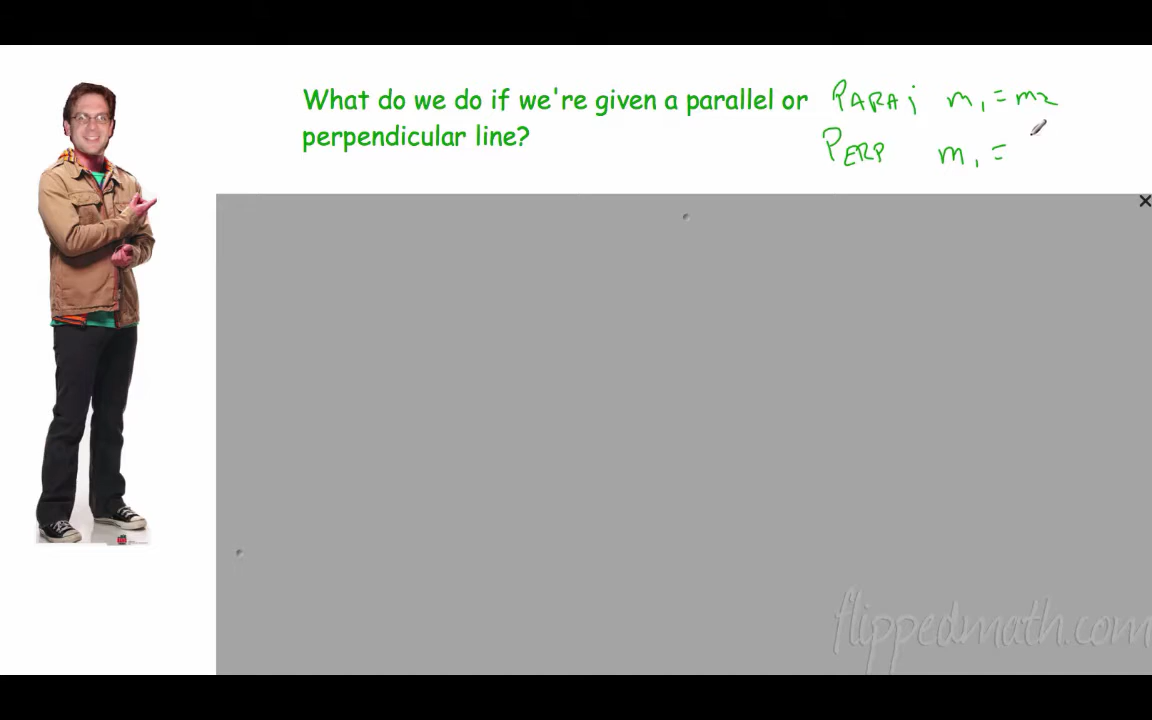 What do we do if we're given a parallel or
perpendicular line?
PARA; m₁ = m₂
PERP m₁ =
flippedmath.com